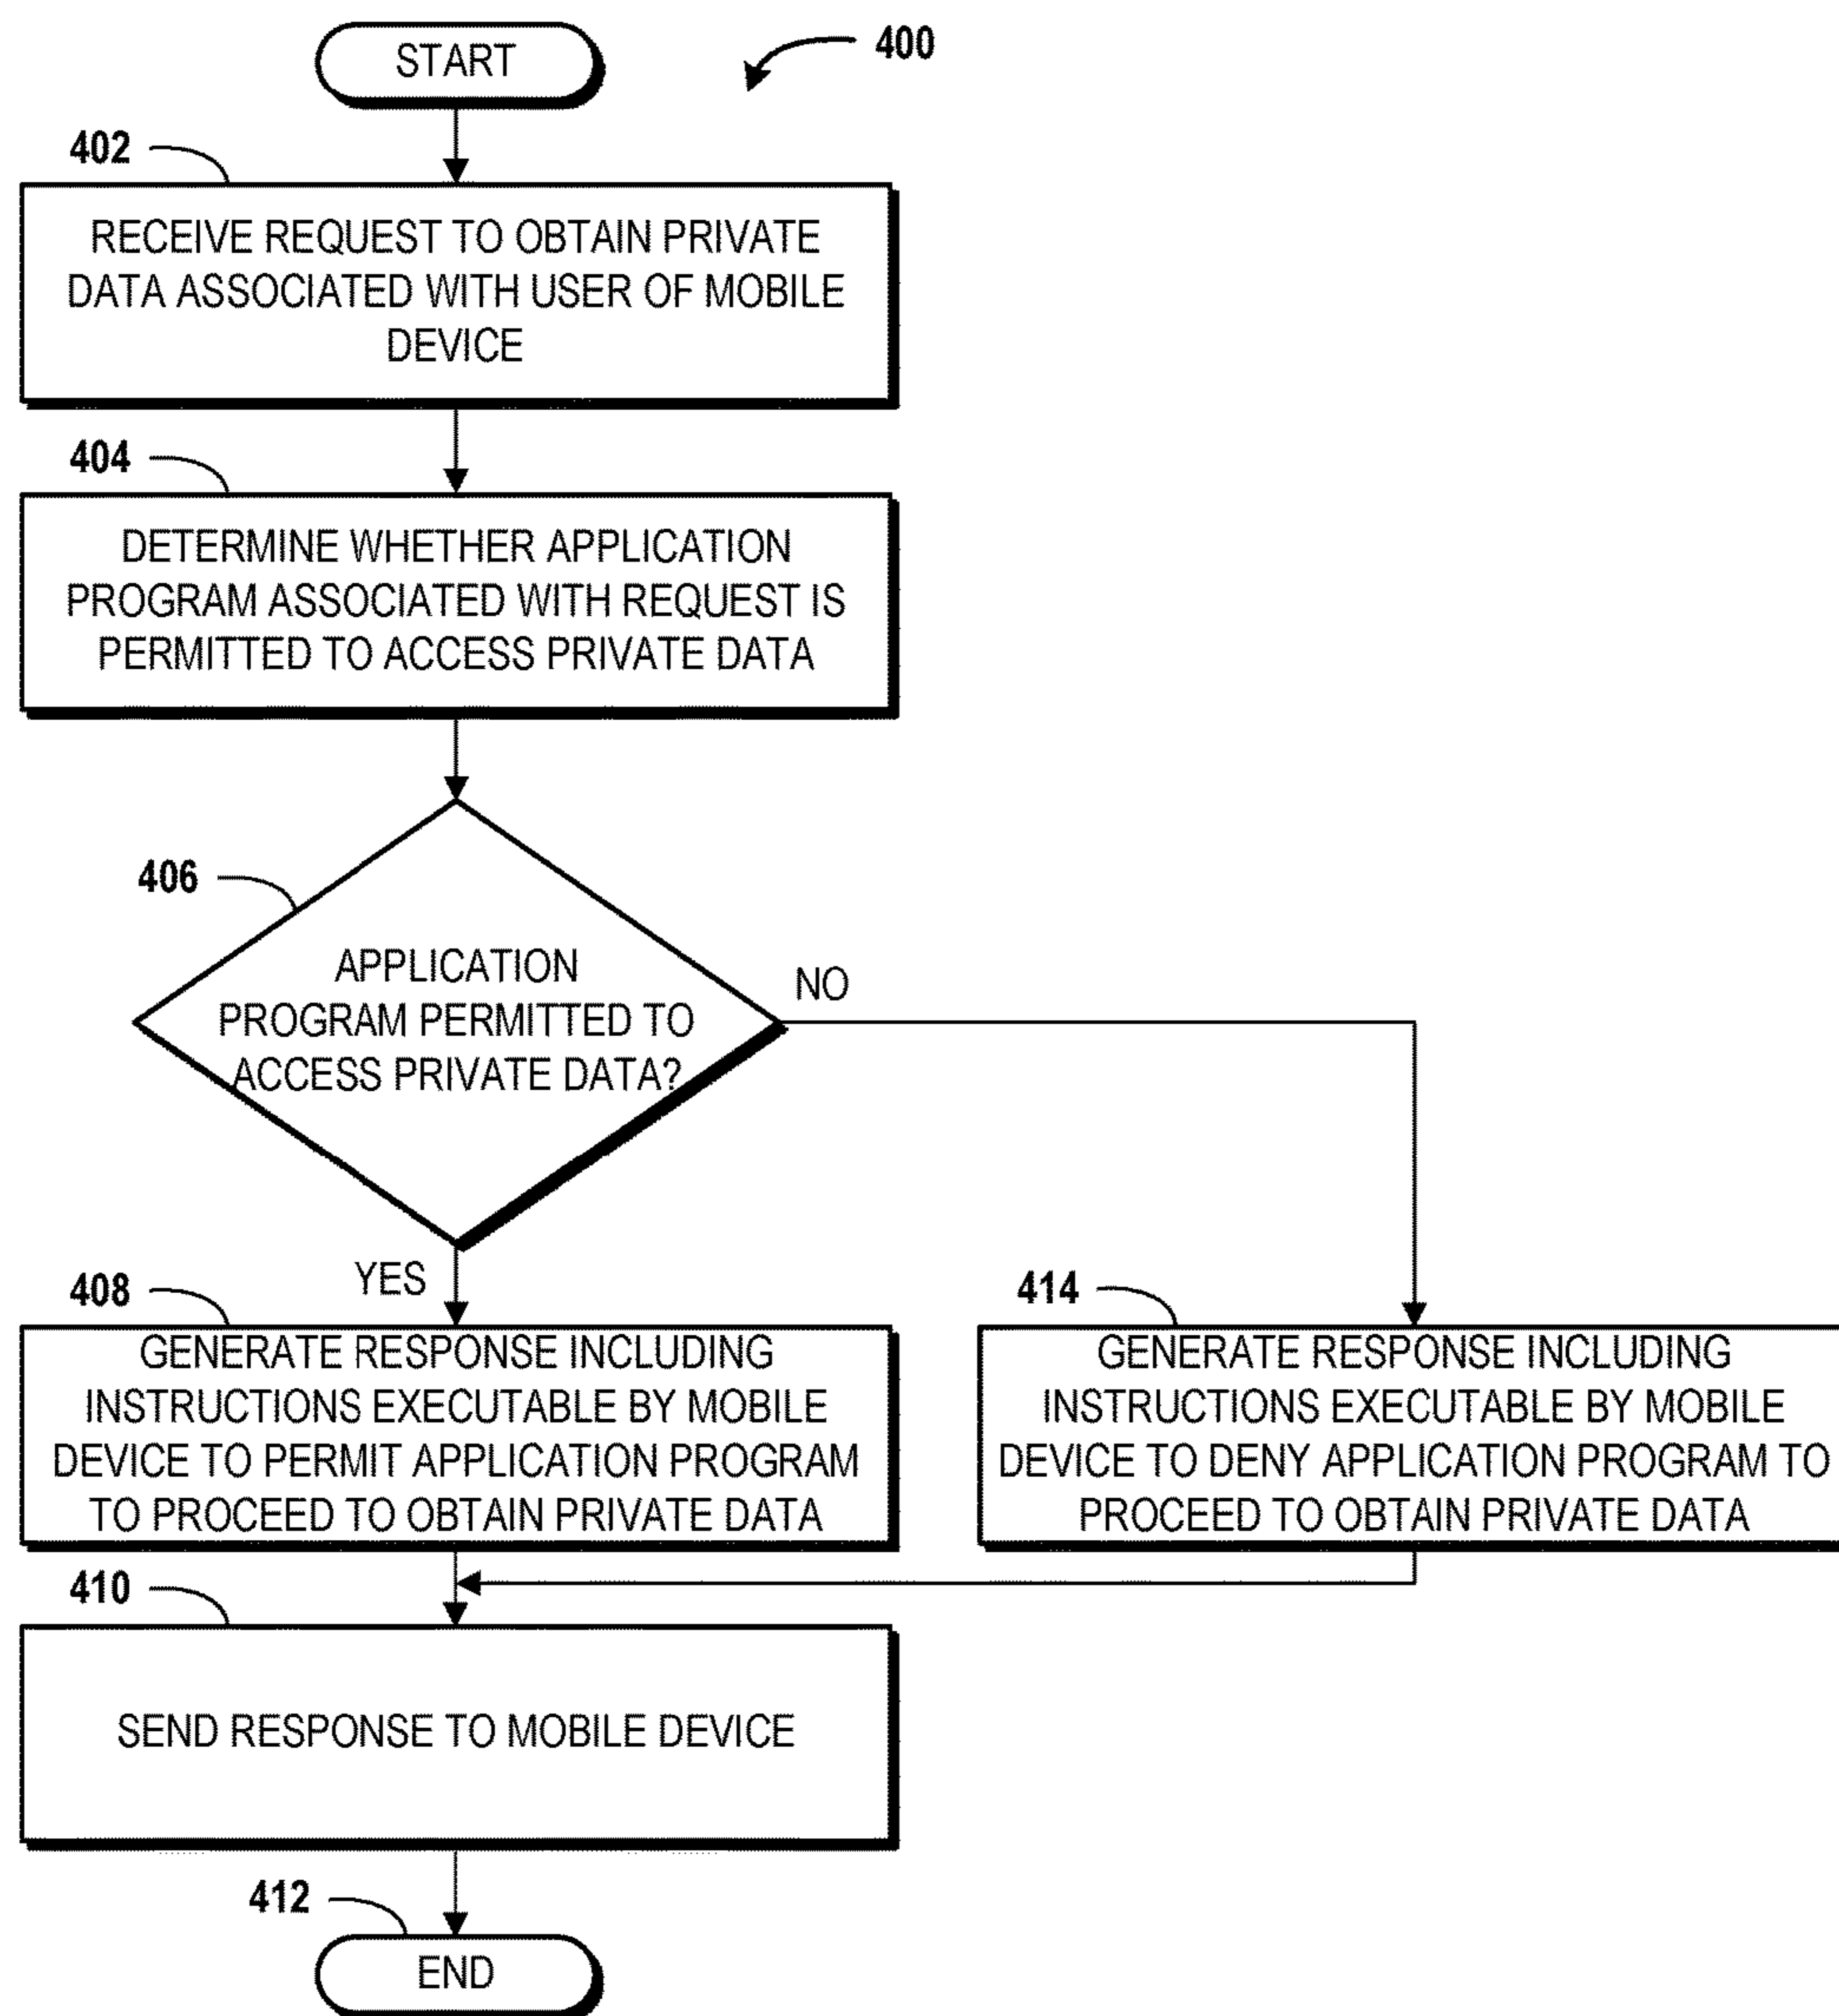 START
400
402
RECEIVE REQUEST TO OBTAIN PRIVATE
DATA ASSOCIATED WITH USER OF MOBILE
DEVICE
404
DETERMINE WHETHER APPLICATION
PROGRAM ASSOCIATED WITH REQUEST IS
PERMITTED TO ACCESS PRIVATE DATA
406
APPLICATION
PROGRAM PERMITTED TO
ACCESS PRIVATE DATA?
NO
YES
408
GENERATE RESPONSE INCLUDING
INSTRUCTIONS EXECUTABLE BY MOBILE
DEVICE TO PERMIT APPLICATION PROGRAM
TO PROCEED TO OBTAIN PRIVATE DATA
414
GENERATE RESPONSE INCLUDING
INSTRUCTIONS EXECUTABLE BY MOBILE
DEVICE TO DENY APPLICATION PROGRAM TO
PROCEED TO OBTAIN PRIVATE DATA
410
SEND RESPONSE TO MOBILE DEVICE
412
END